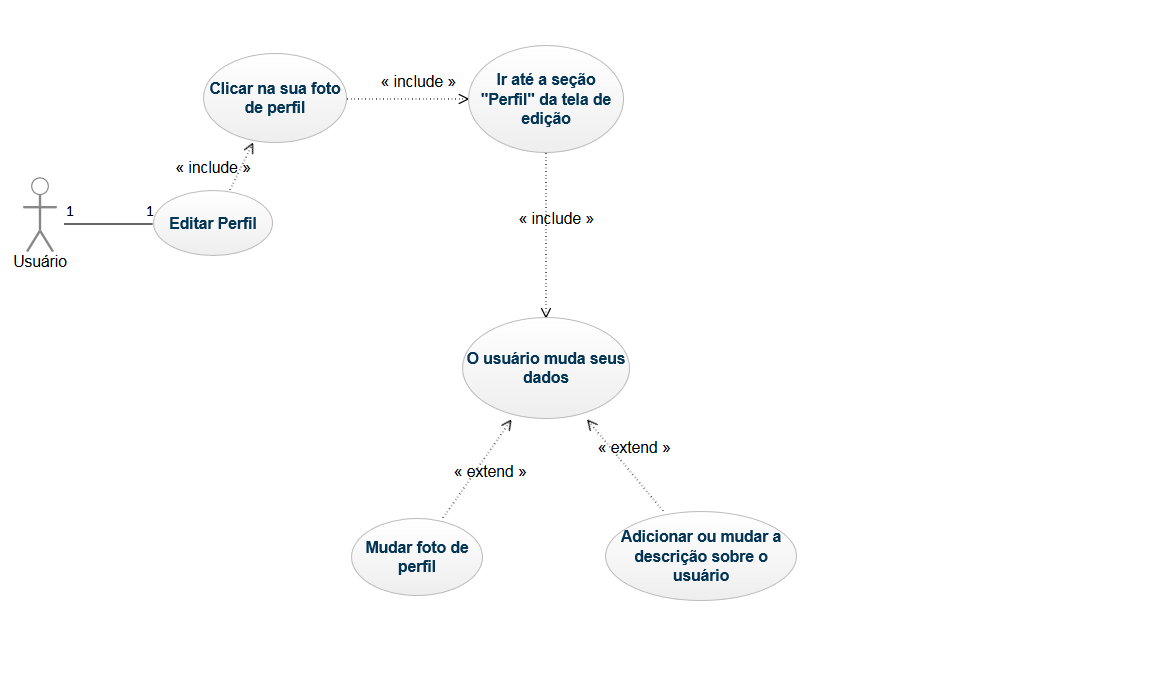 Clicar na sua foto
de perfil
« include »
Ir até a seção
"Perfil" da tela de
edição
« include »
1
1
Editar Perfil
Usuário
« include »
O usuário muda seus
dados
« extend »
« extend »
Mudar foto de
perfil
Adicionar ou mudar a
descrição sobre o
usuário